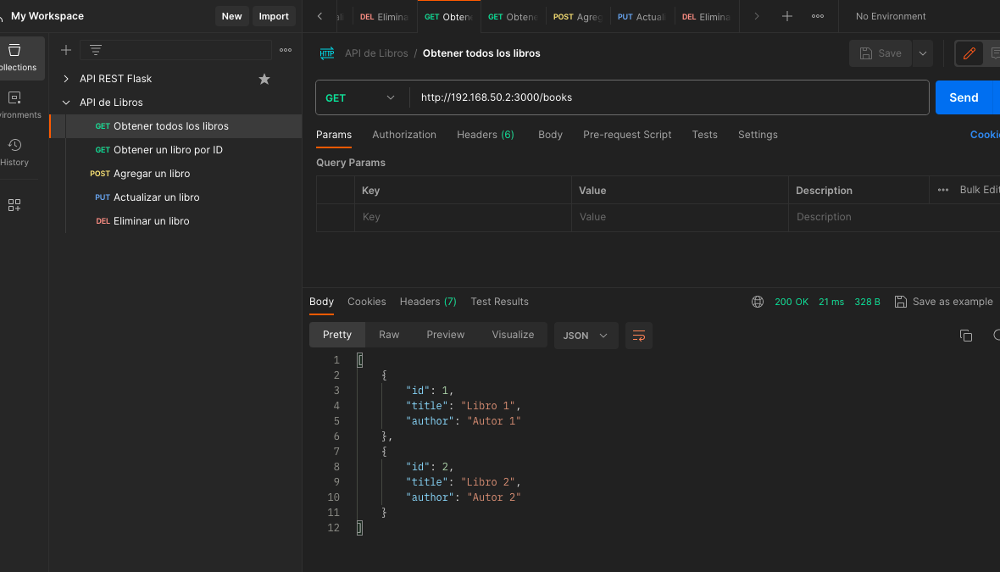 My Workspace
New
Import
DEL Elimina
GET Obtene
GET Obtene
POST Agreg
PUT Actuali
DEL Elimina
No Environment
ollections
vironments
History
API REST Flask
API de Libros
GET Obtener todos los libros
GET Obtener un libro por ID
POST Agregar un libro
PUT Actualizar un libro
DEL Eliminar un libro
HTTP API de Libros / Obtener todos los libros
Save
GET http://192.168.50.2:3000/books
Send
Params Authorization Headers (6) Body Pre-request Script Tests Settings Cooki
Query Params
Key Value Description Bulk Edit
Key Value Description
Body Cookies Headers (7) Test Results 200 OK 21 ms 328 B Save as example
Pretty Raw Preview Visualize JSON
1 [
2 {
3 "id": 1,
4 "title": "Libro 1",
5 "author": "Autor 1"
6 },
7 {
8 "id": 2,
9 "title": "Libro 2",
10 "author": "Autor 2"
11 }
12 ]